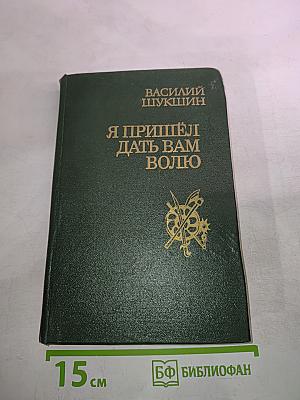 ВАСИЛИЙ
ШУКШИН
Я ПРИШЁЛ
ДАТЬ ВАМ
ВОЛЮ
15 см
БФ БИБЛИОФАН